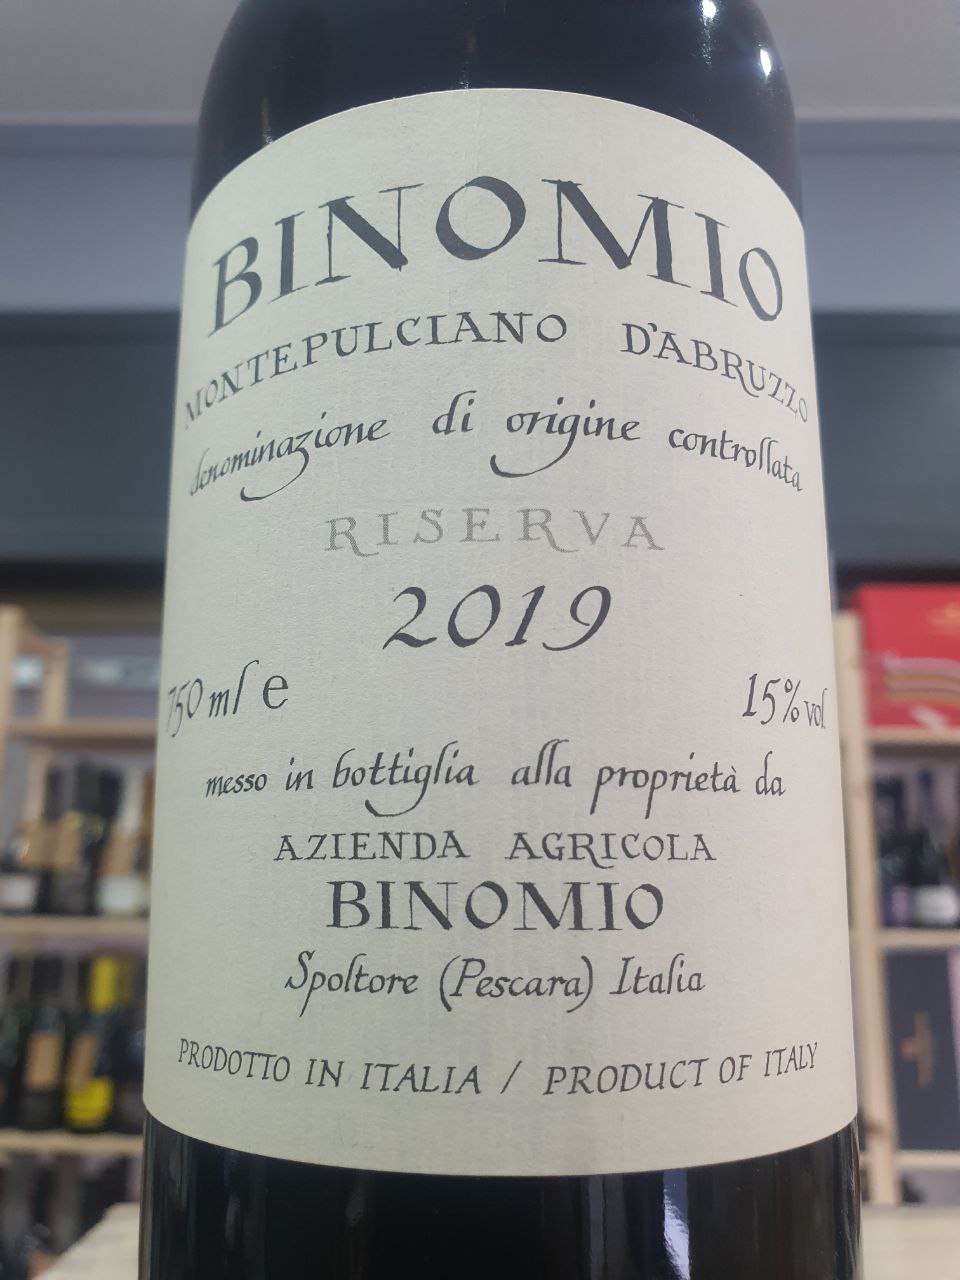 BINOMIO
MONTEPULCIANO D'ABRUZZO
denominazione di origine controllata
RISERVA
2019
750 ml e 15% vol
messo in bottiglia alla proprietà da
AZIENDA AGRICOLA
BINOMIO
Spoltore (Pescara) Italia
PRODOTTO IN ITALIA / PRODUCT OF ITALY